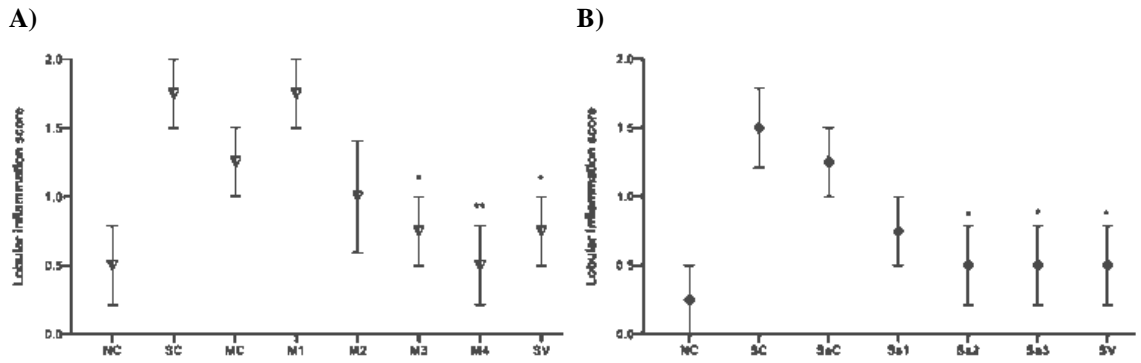 A)
B)
Lobular inflammation score
2.0
1.5
1.0
0.5
0.0
NC SC MC M1 M2 M3 M4 SV
* ** *
Lobular inflammation score
2.0
1.5
1.0
0.5
0.0
NC SC SaC Sa1 Sa2 Sa3 SV
* * *